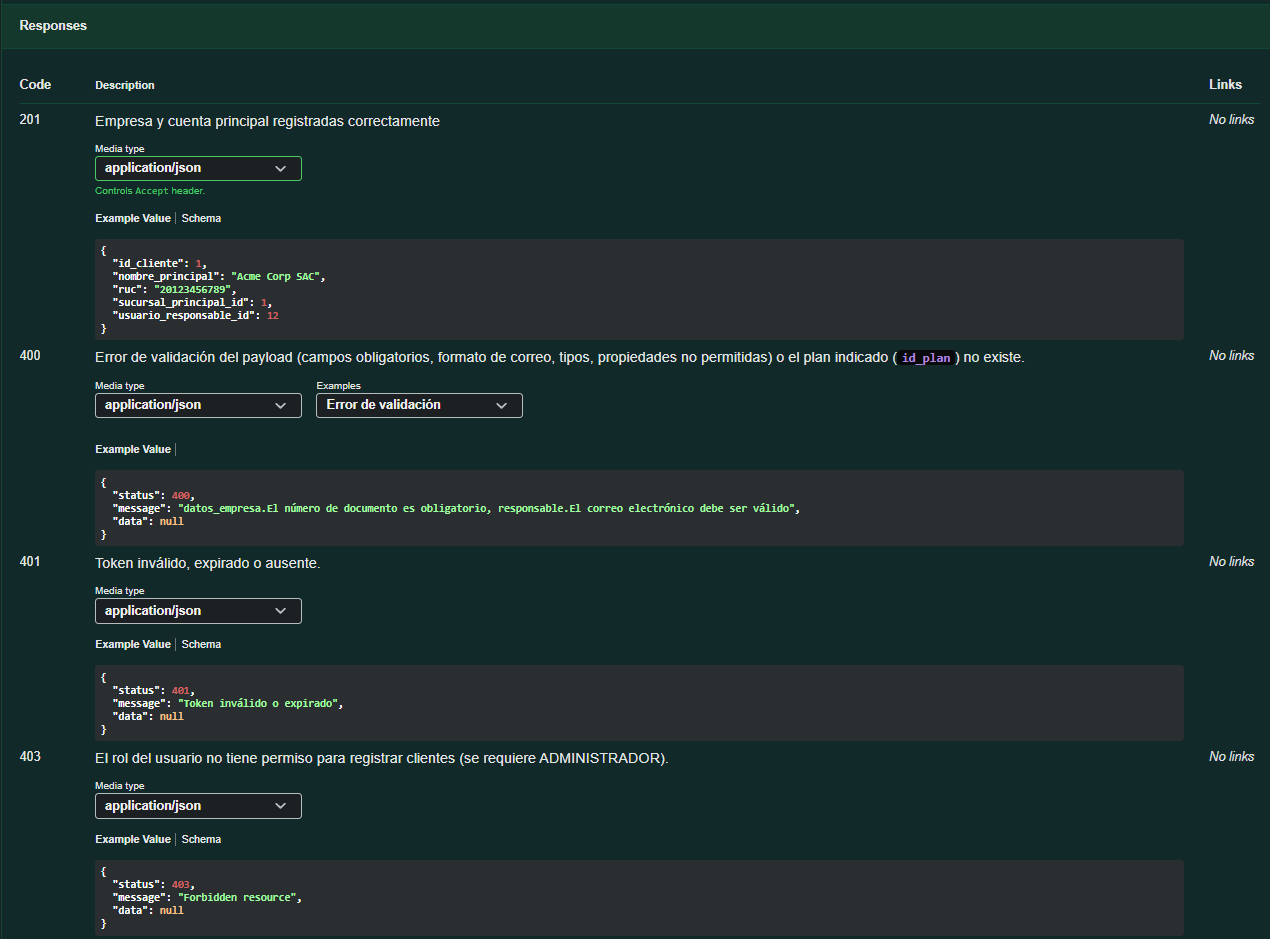 Responses
Code Description Links
201 Empresa y cuenta principal registradas correctamente No links
Media type
application/json
Controls Accept header.
Example Value | Schema
{
  "id_cliente": 1,
  "nombre_principal": "Acme Corp SAC",
  "ruc": "20123456789",
  "sucursal_principal_id": 1,
  "usuario_responsable_id": 12
}
400 Error de validación del payload (campos obligatorios, formato de correo, tipos, propiedades no permitidas) o el plan indicado ( id_plan ) no existe. No links
Media type Examples
application/json Error de validación
Example Value |
{
  "status": 400,
  "message": "datos_empresa.El número de documento es obligatorio, responsable.El correo electrónico debe ser válido",
  "data": null
}
401 Token inválido, expirado o ausente. No links
Media type
application/json
Example Value | Schema
{
  "status": 401,
  "message": "Token inválido o expirado",
  "data": null
}
403 El rol del usuario no tiene permiso para registrar clientes (se requiere ADMINISTRADOR). No links
Media type
application/json
Example Value | Schema
{
  "status": 403,
  "message": "Forbidden resource",
  "data": null
}